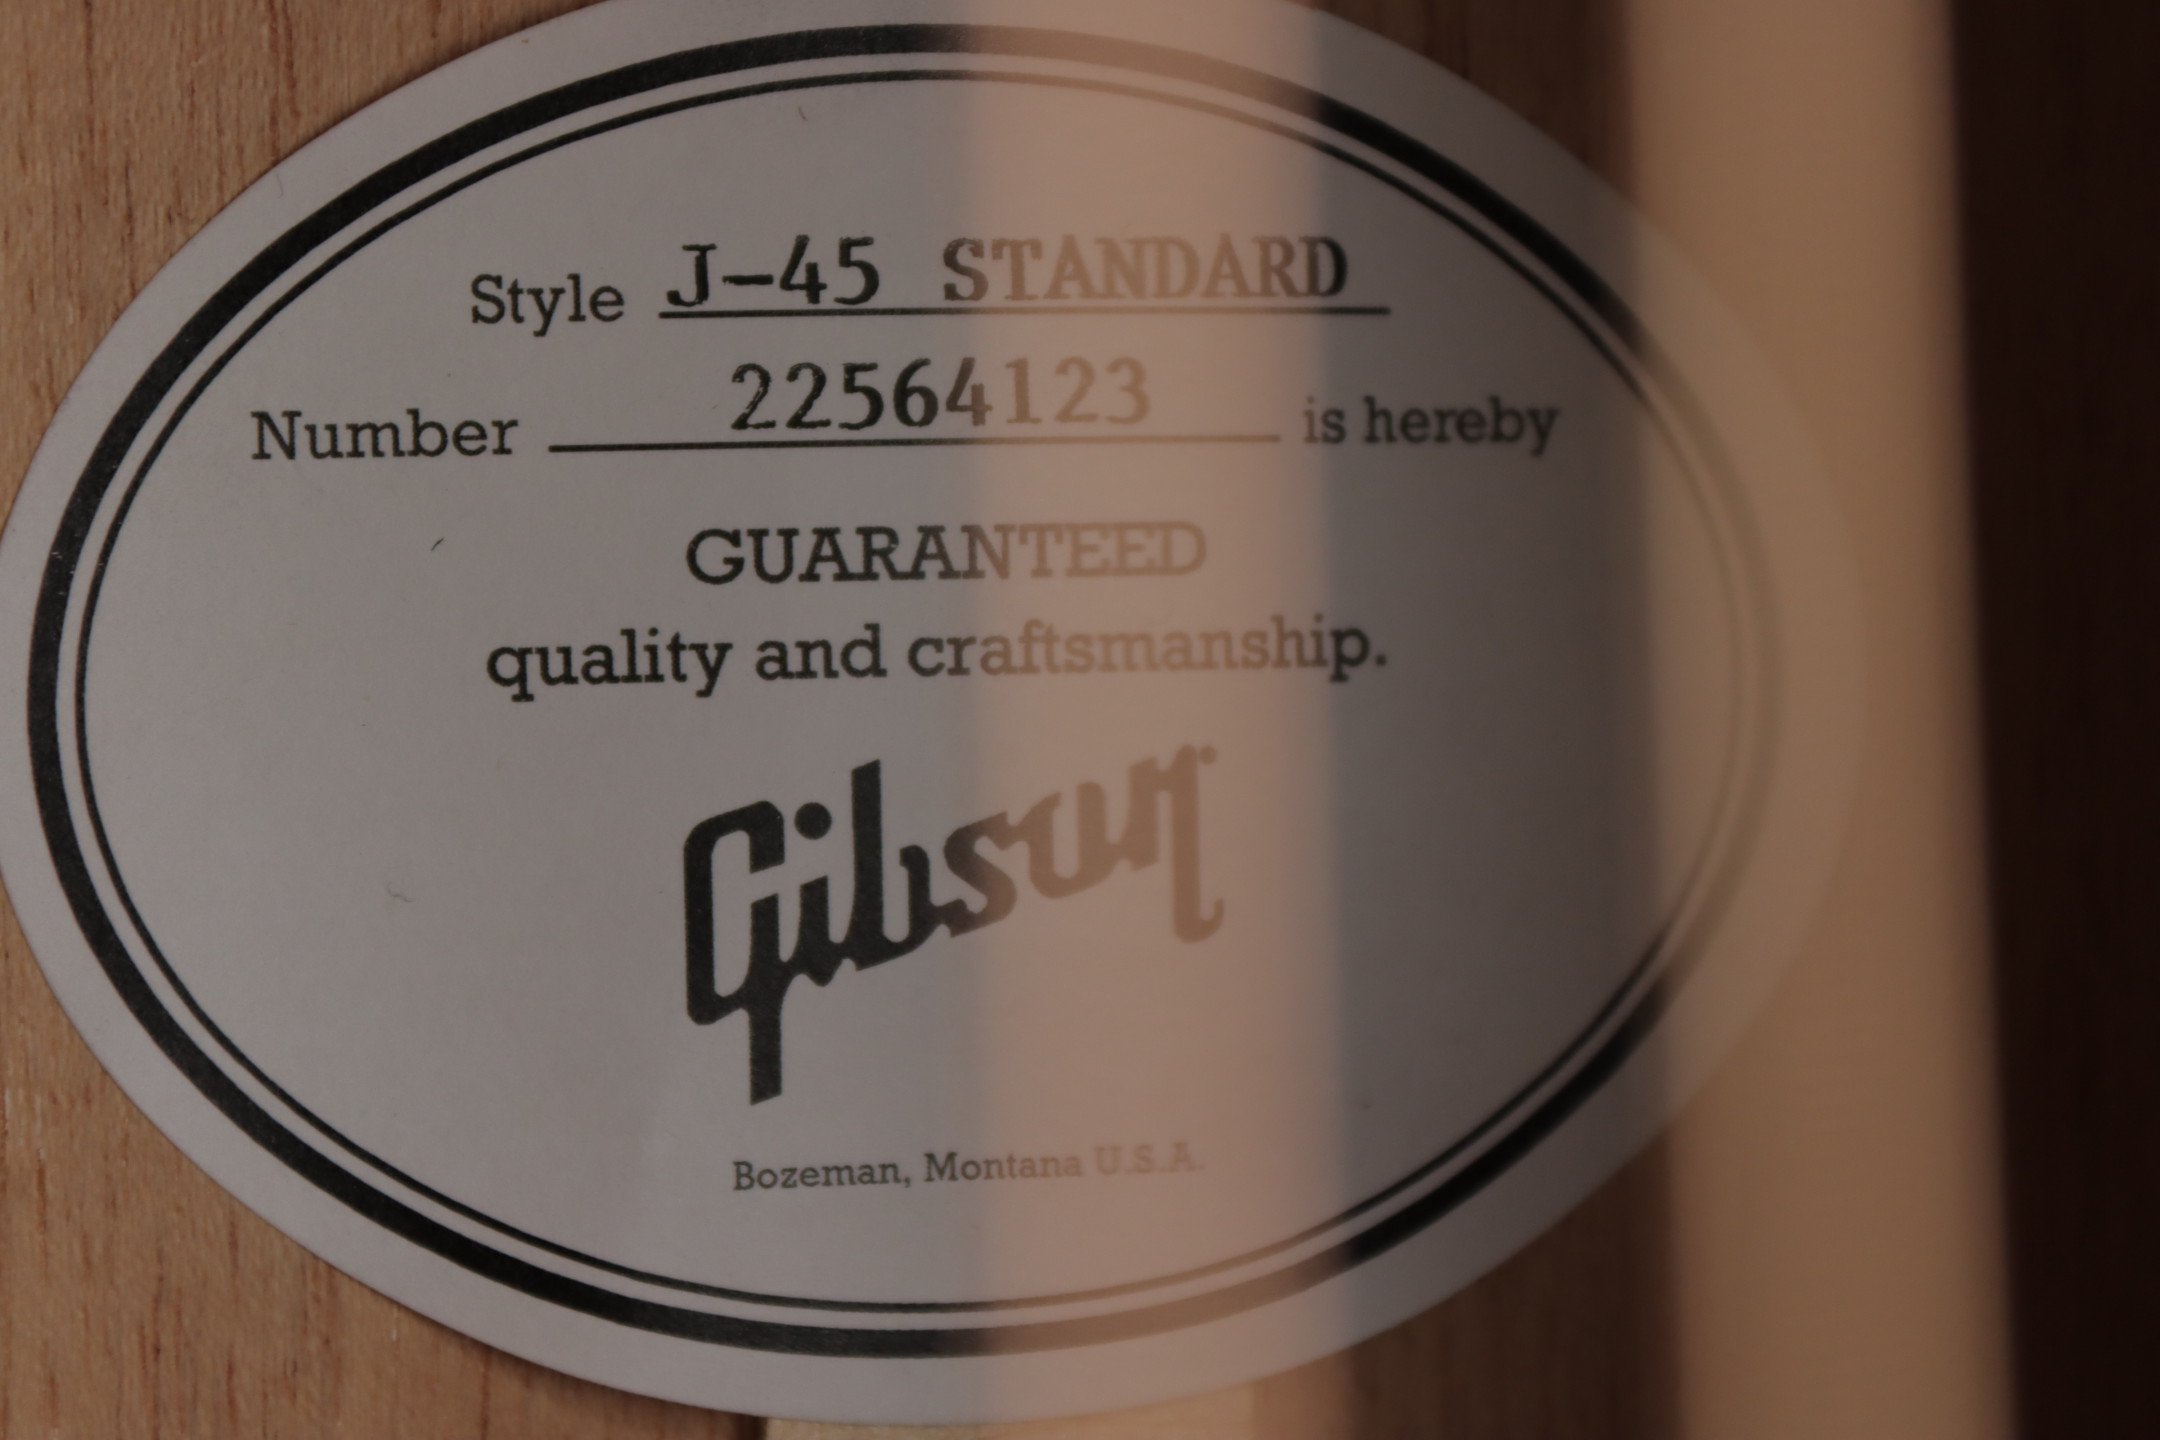 Style J-45 STANDARD
Number 22564123 is hereby
GUARANTEED
quality and craftsmanship.
Gibson
Bozeman, Montana U.S.A.